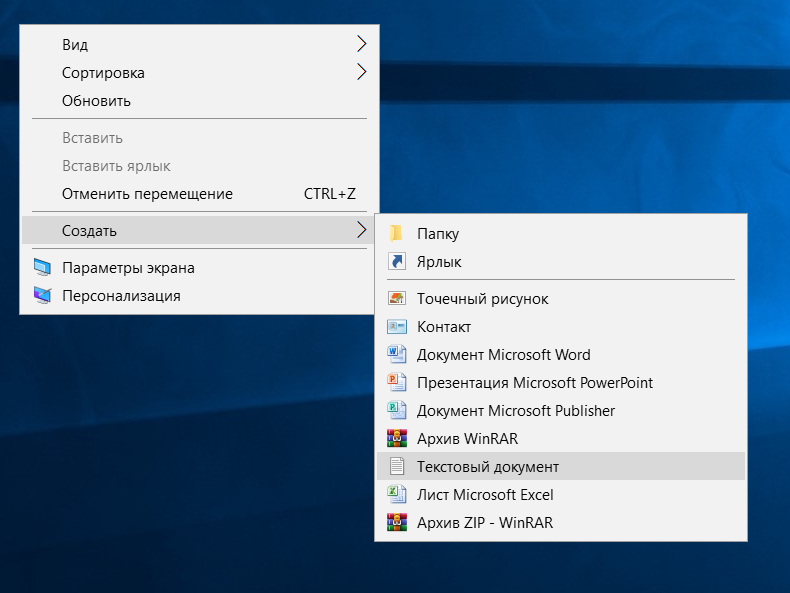 Вид
Сортировка
Обновить
Вставить
Вставить ярлык
Отменить перемещение CTRL+Z
Создать
Параметры экрана
Персонализация
Папку
Ярлык
Точечный рисунок
Контакт
Документ Microsoft Word
Презентация Microsoft PowerPoint
Документ Microsoft Publisher
Архив WinRAR
Текстовый документ
Лист Microsoft Excel
Архив ZIP - WinRAR